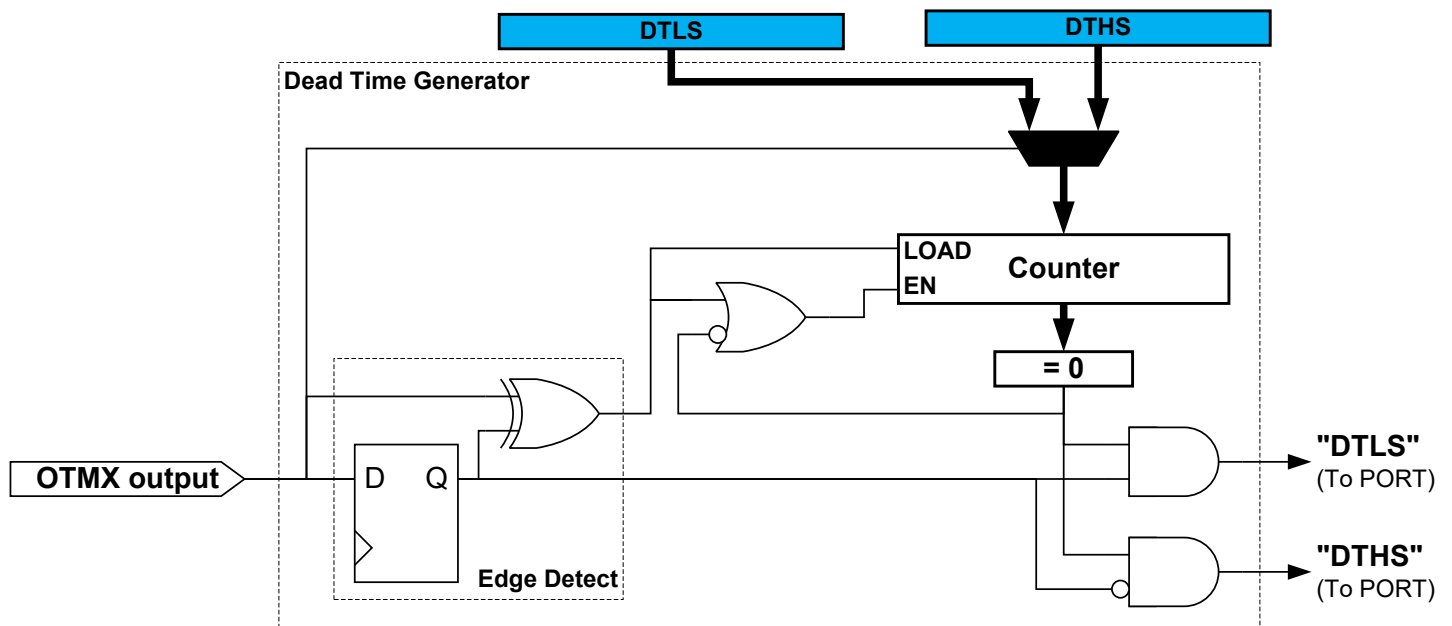 DTLS
DTHS
Dead Time Generator
LOAD
Counter
EN
= 0
OTMX output
D
Q
Edge Detect
"DTLS"
(To PORT)
"DTHS"
(To PORT)